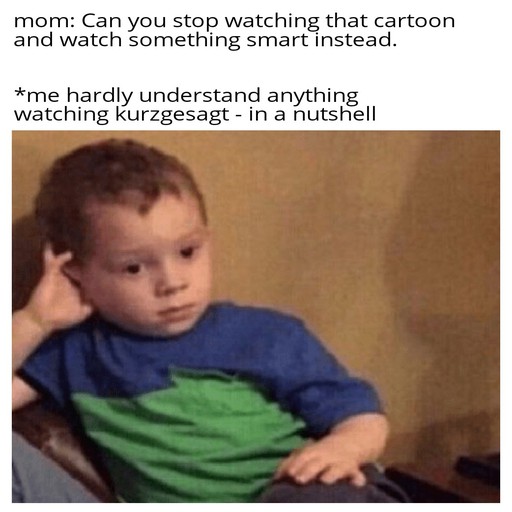 mom: Can you stop watching that cartoon
and watch something smart instead.
*me hardly understand anything
watching kurzgesagt - in a nutshell